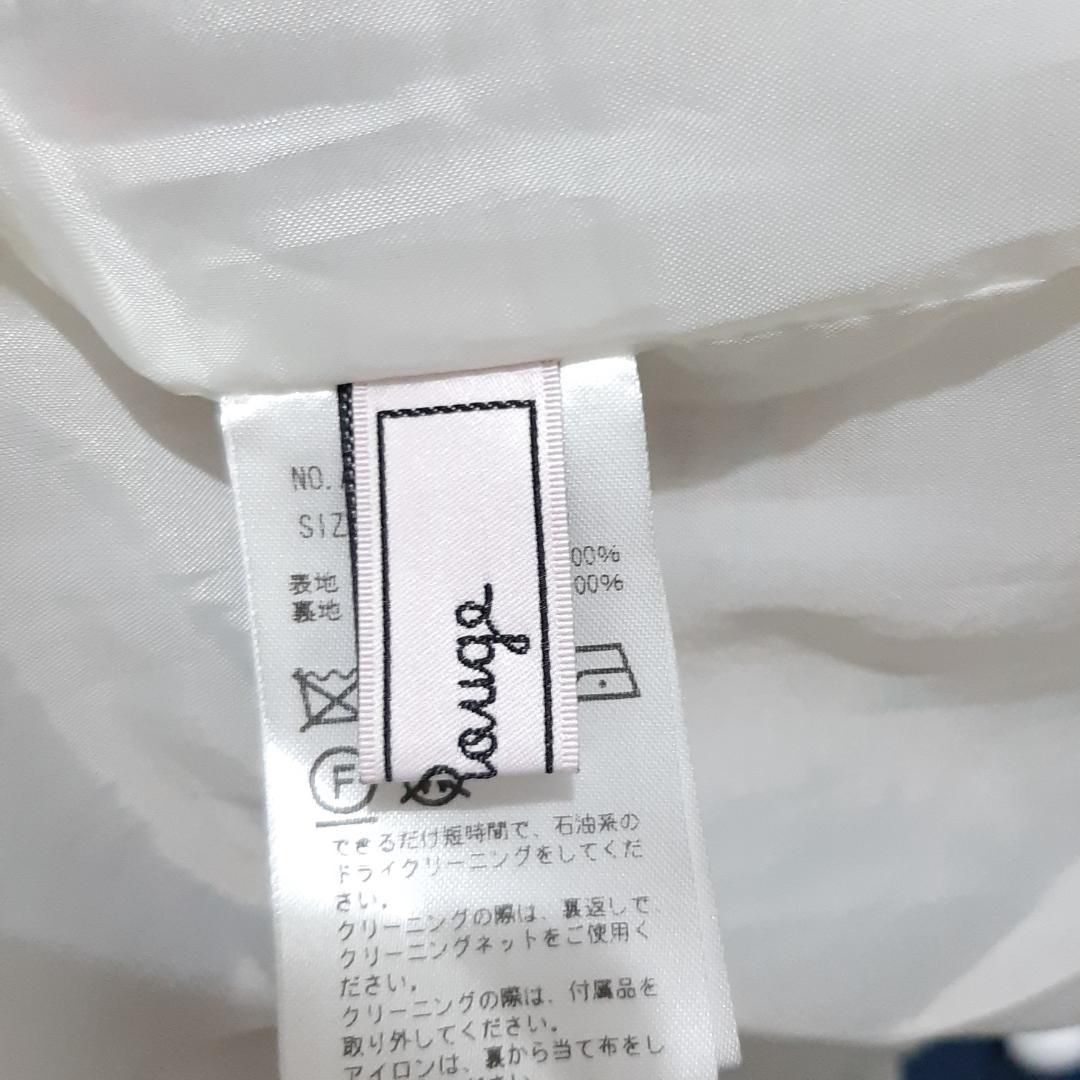 NO.
SIZ
00%
表地
00%
裏地
rouge
F
できるだけ短時間で、石油系の
ドライクリーニングをしてくだ
さい。
クリーニングの際は、裏返しで、
クリーニングネットをご使用く
ださい。
クリーニングの際は、付属品を
取り外してください。
アイロンは、裏から当て布をし